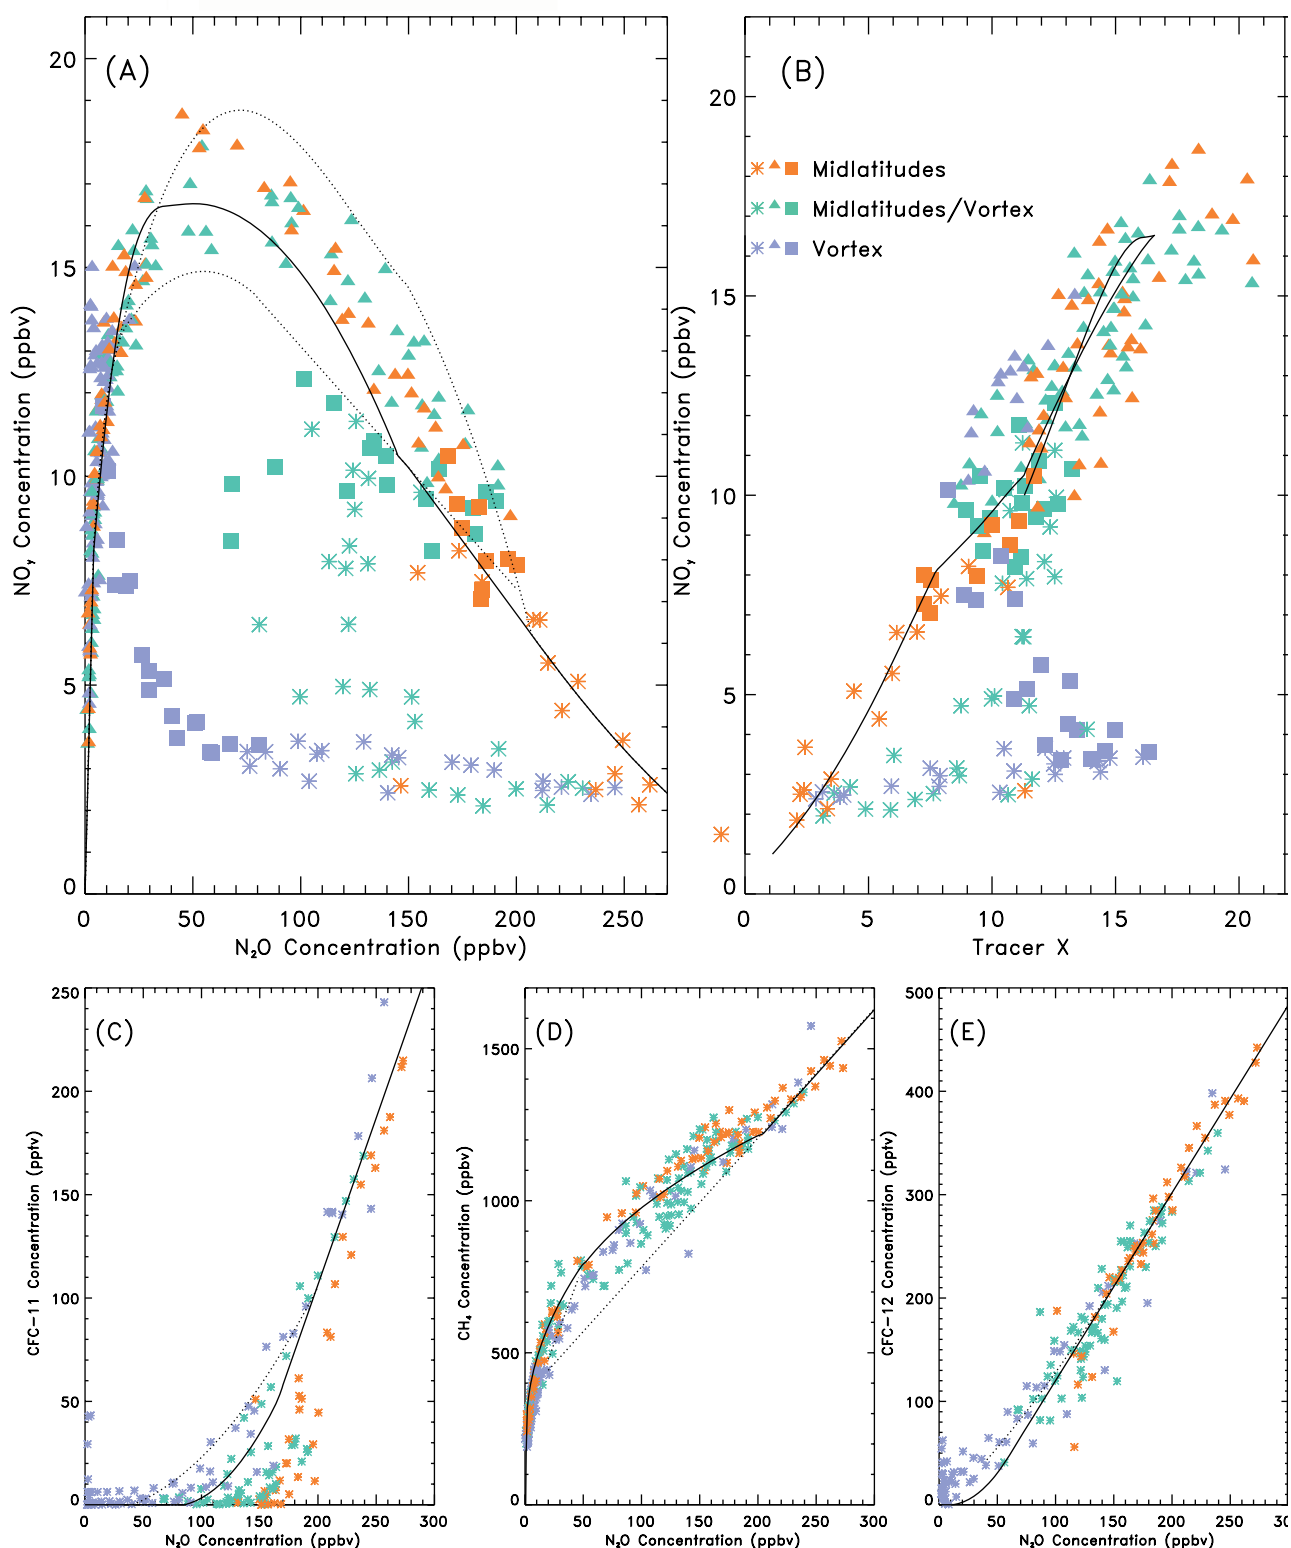 (A)
20
15
10
5
0
NOy Concentration (ppbv)
0 50 100 150 200 250
N₂O Concentration (ppbv)
(B)
20
15
10
5
0
NOy Concentration (ppbv)
Midlatitudes
Midlatitudes/Vortex
Vortex
0 5 10 15 20
Tracer X
(C)
250
200
150
100
50
0
CFC-11 Concentration (pptv)
0 50 100 150 200 250 300
N₂O Concentration (ppbv)
(D)
1500
1000
500
0
CH₄ Concentration (ppbv)
0 50 100 150 200 250 300
N₂O Concentration (ppbv)
(E)
500
400
300
200
100
0
CFC-12 Concentration (pptv)
0 50 100 150 200 250 300
N₂O Concentration (ppbv)